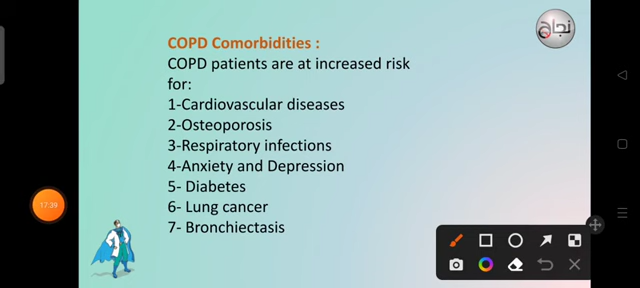 نجاح
COPD Comorbidities :
COPD patients are at increased risk
for:
1-Cardiovascular diseases
2-Osteoporosis
3-Respiratory infections
4-Anxiety and Depression
5- Diabetes
6- Lung cancer
7- Bronchiectasis
17:39